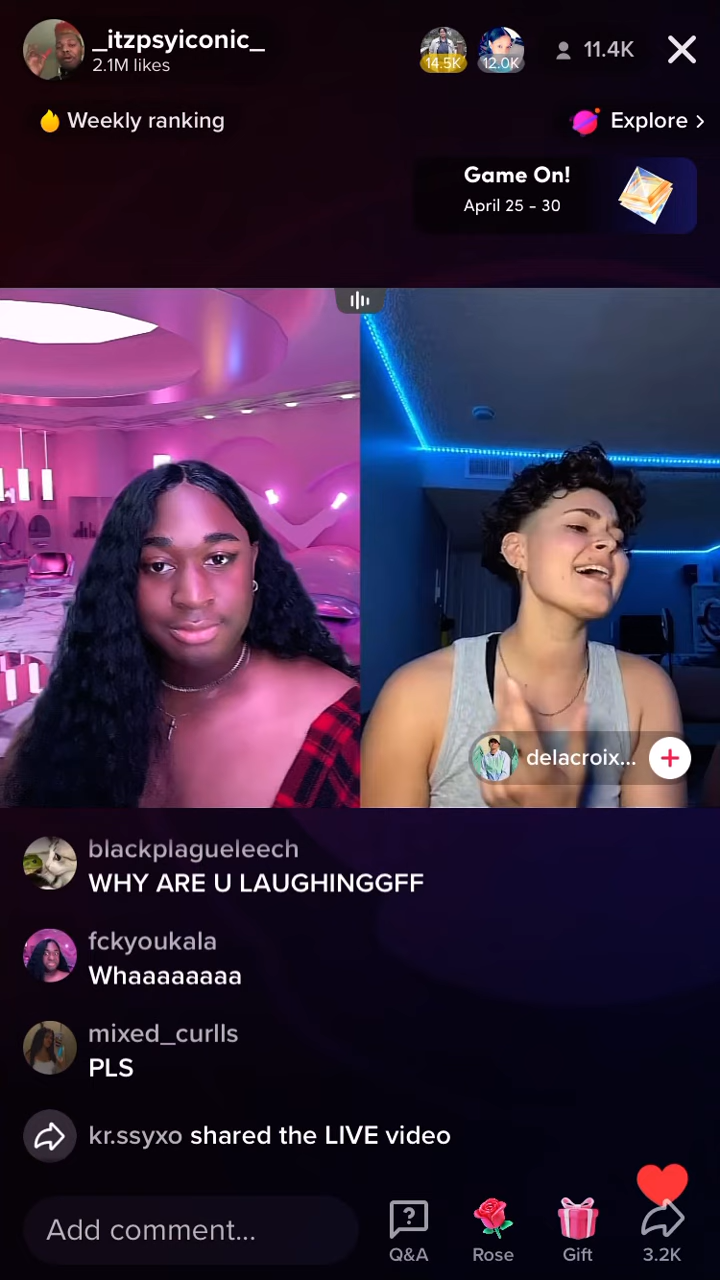 _itzpsyiconic_
2.1M likes
14.5K
12.0K
11.4K
Weekly ranking
Explore
Game On!
April 25 - 30
delacroix...
blackplagueleech
WHY ARE U LAUGHINGGFF
fckyoukala
Whaaaaaaaa
mixed_curlls
PLS
kr.ssyxo shared the LIVE video
Add comment...
Q&A
Rose
Gift
3.2K